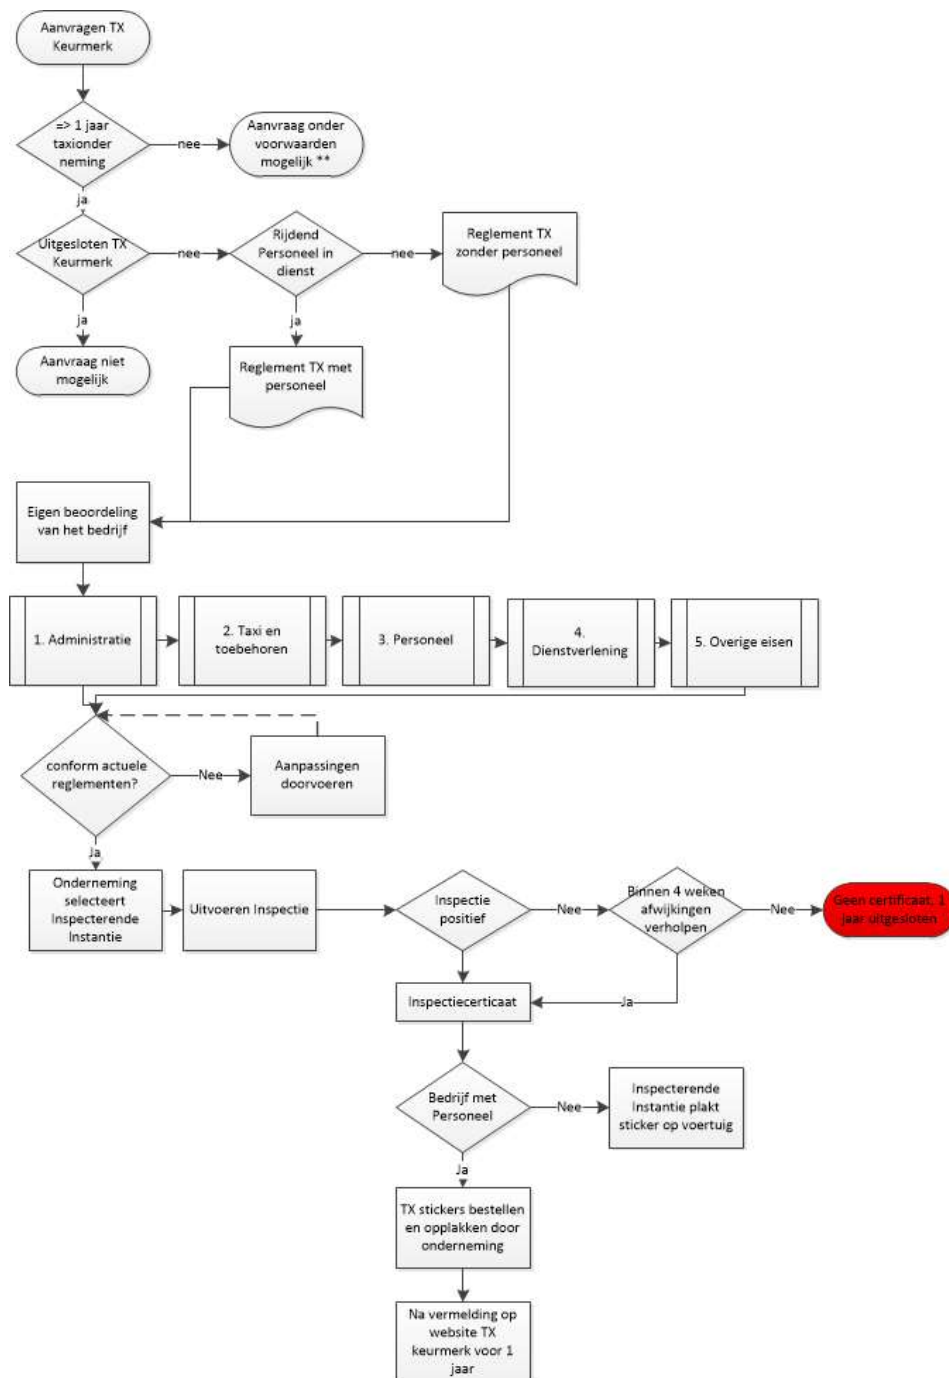 Aanvragen TX
Keurmerk
=> 1 jaar
taxionder
neming
nee
Aanvraag onder
voorwaarden
mogelijk **
ja
Uitgesloten TX
Keurmerk
nee
Rijdend
Personeel in
dienst
nee
Reglement TX
zonder personeel
ja
ja
Aanvraag niet
mogelijk
Reglement TX met
personeel
Eigen beoordeling
van het bedrijf
1. Administratie
2. Taxi en
toebehoren
3. Personeel
4.
Dienstverlening
5. Overige eisen
conform actuele
reglementen?
Nee
Aanpassingen
doorvoeren
Ja
Onderneming
selecteert
Inspecterende
Instantie
Uitvoeren Inspectie
Inspectie
positief
Nee
Binnen 4 weken
afwijkingen
verholpen
Nee
Geen certificaat, 1
jaar uitgesloten
Inspectiecerticaat
Ja
Bedrijf met
Personeel
Nee
Inspecterende
Instantie plakt
sticker op voertuig
Ja
TX stickers bestellen
en opplakken door
onderneming
Na vermelding op
website TX
keurmerk voor 1
jaar